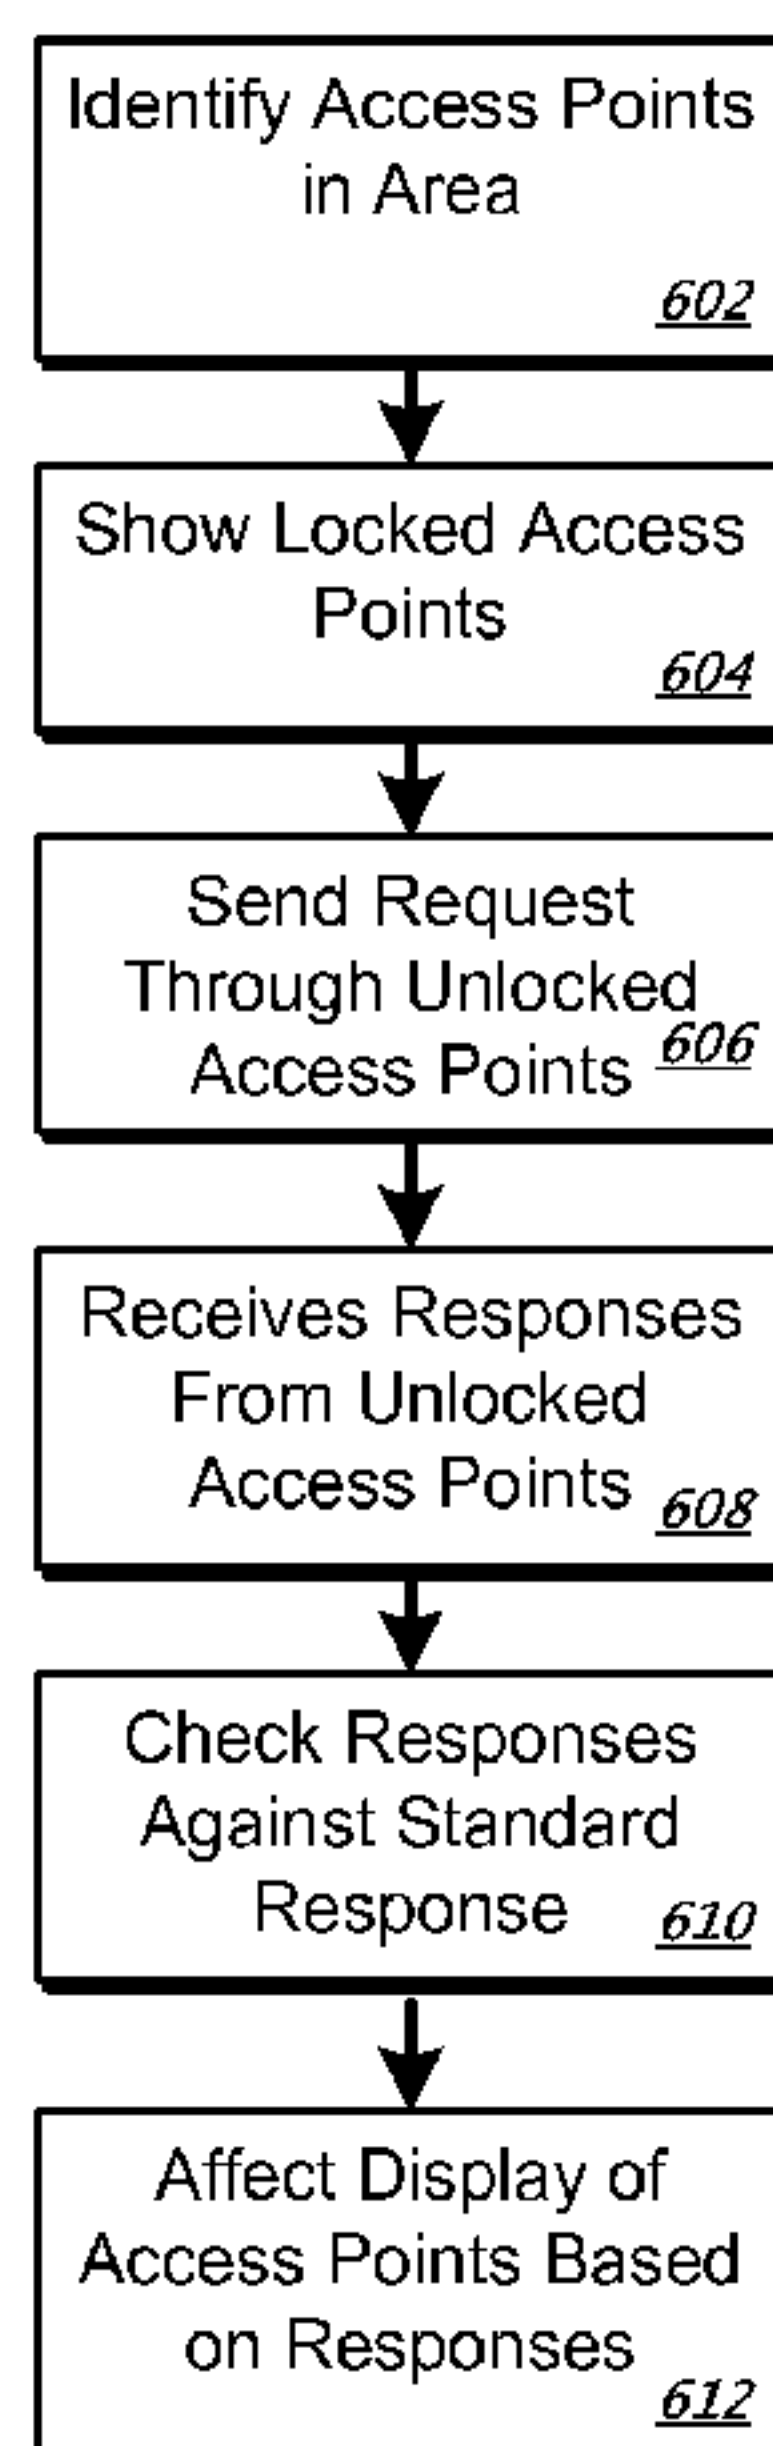 Identify Access Points
in Area
602
Show Locked Access
Points
604
Send Request
Through Unlocked
Access Points 606
Receives Responses
From Unlocked
Access Points 608
Check Responses
Against Standard
Response 610
Affect Display of
Access Points Based
on Responses
612